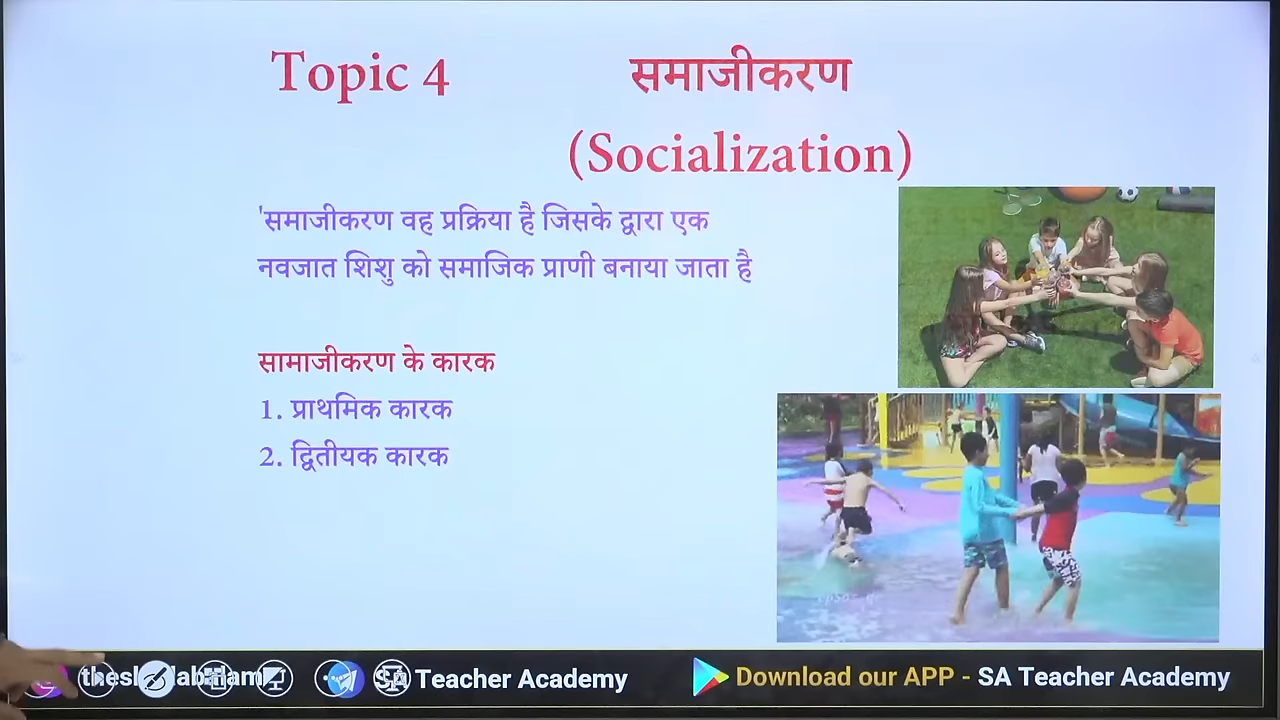 Topic 4 समाजीकरण
(Socialization)
'समाजीकरण वह प्रक्रिया है जिसके द्वारा एक
नवजात शिशु को समाजिक प्राणी बनाया जाता है
सामाजीकरण के कारक
1. प्राथमिक कारक
2. द्वितीयक कारक
Teacher Academy
Download our APP - SA Teacher Academy